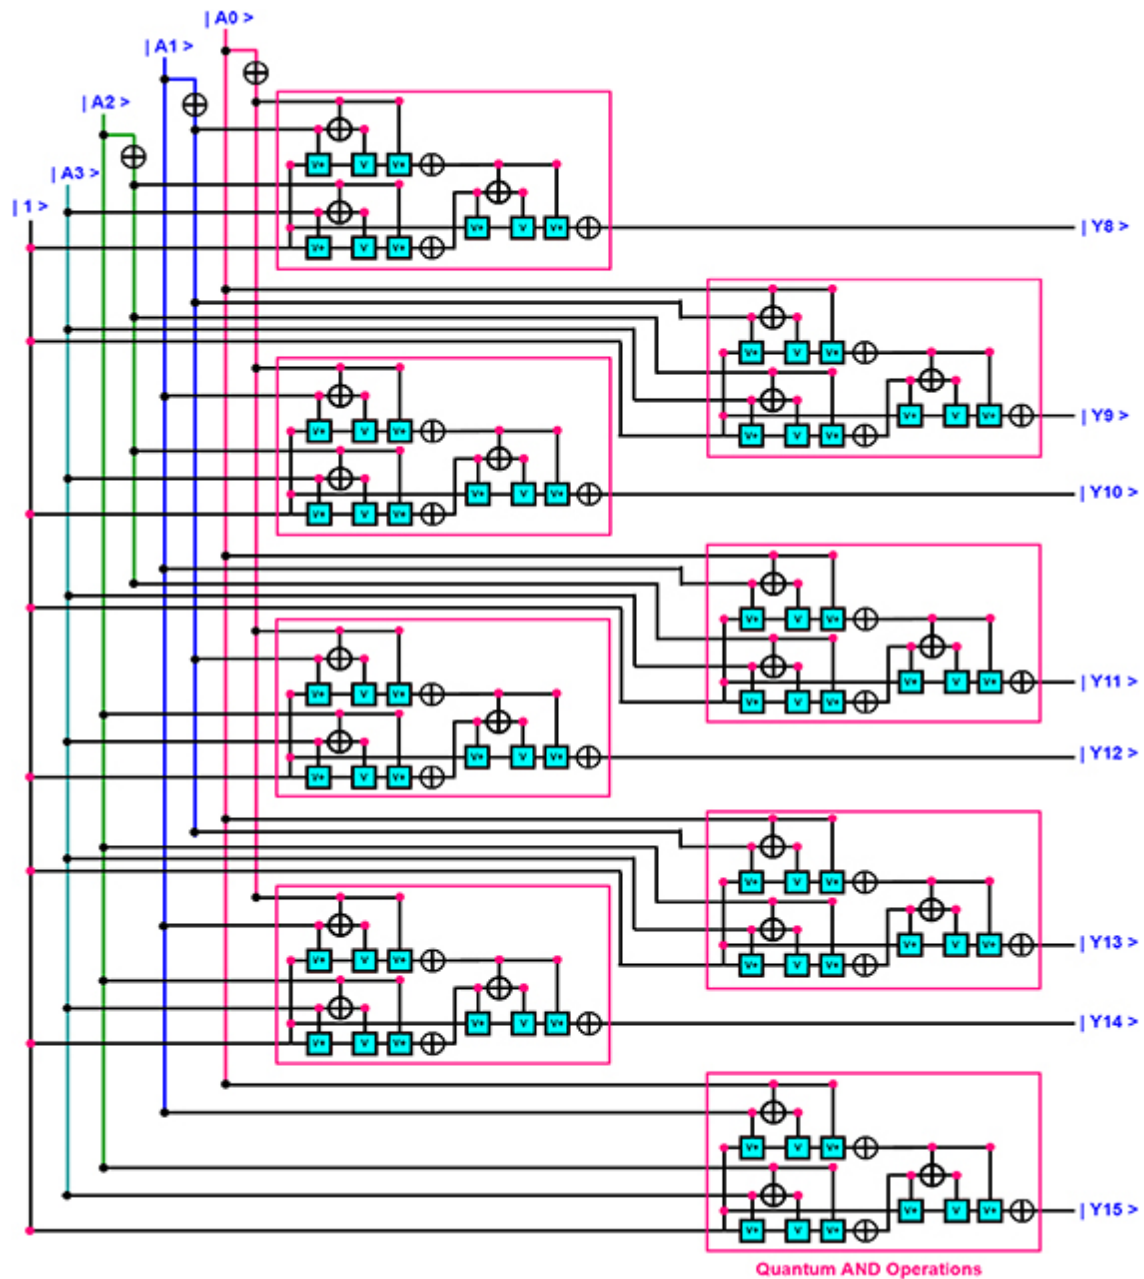 | A0 >
| A1 >
| A2 >
| A3 >
| 1 >
V+ V V+
V+ V V+ | Y8 >
V+ V V+
V+ V V+
V+ V V+ | Y9 >
V+ V V+
V+ V V+
V+ V V+ | Y10 >
V+ V V+
V+ V V+
V+ V V+ | Y11 >
V+ V V+
V+ V V+
V+ V V+ | Y12 >
V+ V V+
V+ V V+
V+ V V+ | Y13 >
V+ V V+
V+ V V+
V+ V V+ | Y14 >
V+ V V+
V+ V V+
V+ V V+ | Y15 >
V+ V V+
Quantum AND Operations